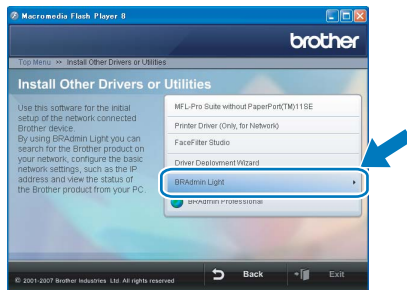 Macromedia Flash Player 8
brother
Top Menu >> Install Other Drivers or Utilities
Install Other Drivers or Utilities
Use this software for the initial
setup of the network connected
Brother device.
By using BRAdmin Light you can
search for the Brother product on
your network, configure the basic
network settings, such as the IP
address and view the status of
the Brother product from your PC.
MFL-Pro Suite without PaperPort(TM)11SE
Printer Driver (Only, for Network)
FaceFilter Studio
Driver Deployment Wizard
BRAdmin Light
BRAdmin Professional
© 2001-2007 Brother Industries Ltd. All rights reserved
Back
Exit